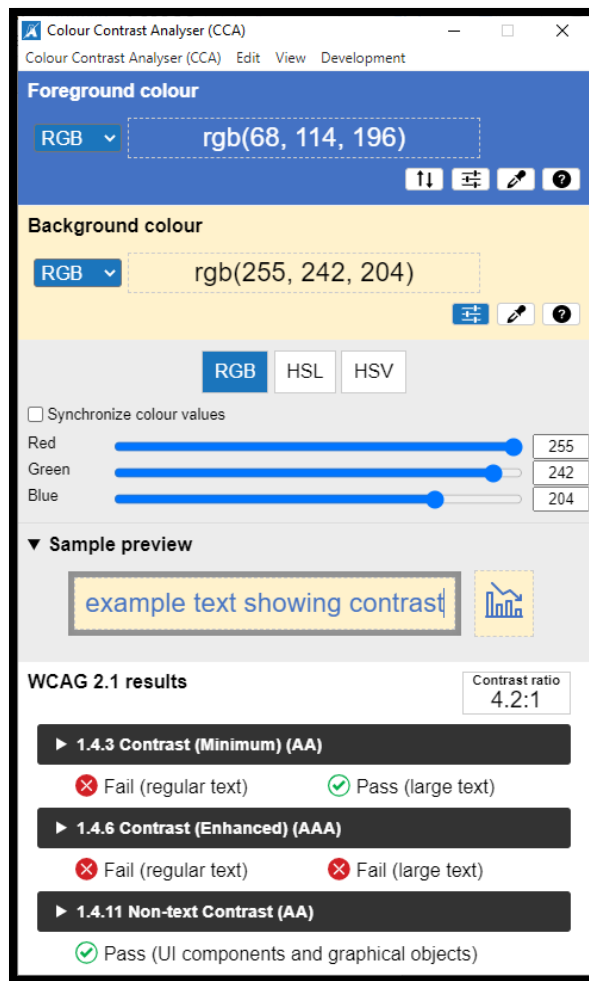 Colour Contrast Analyser (CCA)
Colour Contrast Analyser (CCA) Edit View Development
Foreground colour
RGB rgb(68, 114, 196)
Background colour
RGB rgb(255, 242, 204)
RGB HSL HSV
Synchronize colour values
Red 255
Green 242
Blue 204
▼ Sample preview
example text showing contrast
WCAG 2.1 results
Contrast ratio
4.2:1
▶ 1.4.3 Contrast (Minimum) (AA)
Fail (regular text) Pass (large text)
▶ 1.4.6 Contrast (Enhanced) (AAA)
Fail (regular text) Fail (large text)
▶ 1.4.11 Non-text Contrast (AA)
Pass (UI components and graphical objects)